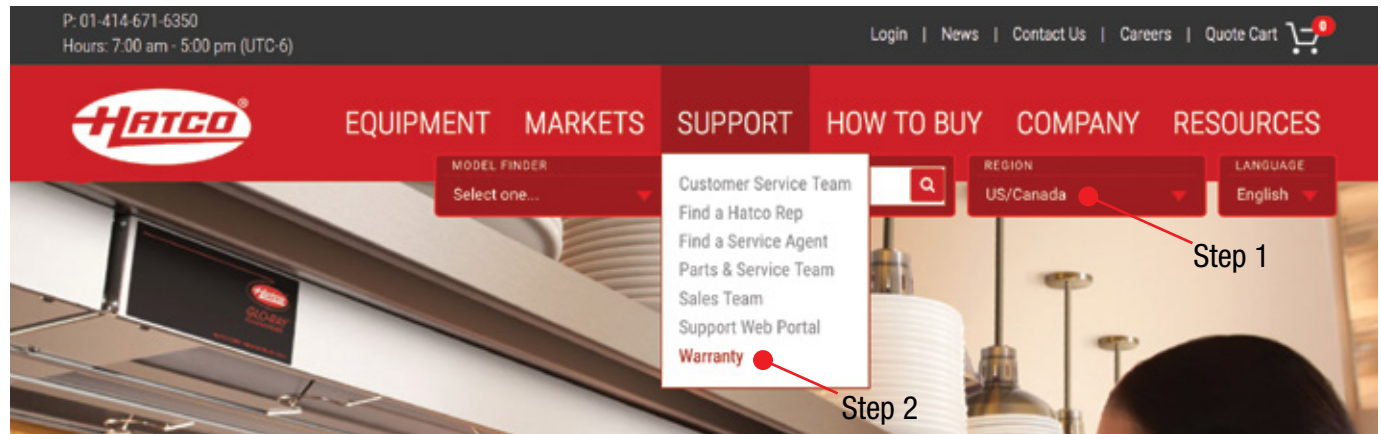 P: 01-414-671-6350
Hours: 7:00 am - 5:00 pm (UTC-6)
Login | News | Contact Us | Careers | Quote Cart 0
HATCO®
EQUIPMENT MARKETS SUPPORT HOW TO BUY COMPANY RESOURCES
MODEL FINDER
Select one...
REGION
US/Canada
LANGUAGE
English
Customer Service Team
Find a Hatco Rep
Find a Service Agent
Parts & Service Team
Sales Team
Support Web Portal
Warranty
Step 1
Step 2
HATCO
GLO-RAY